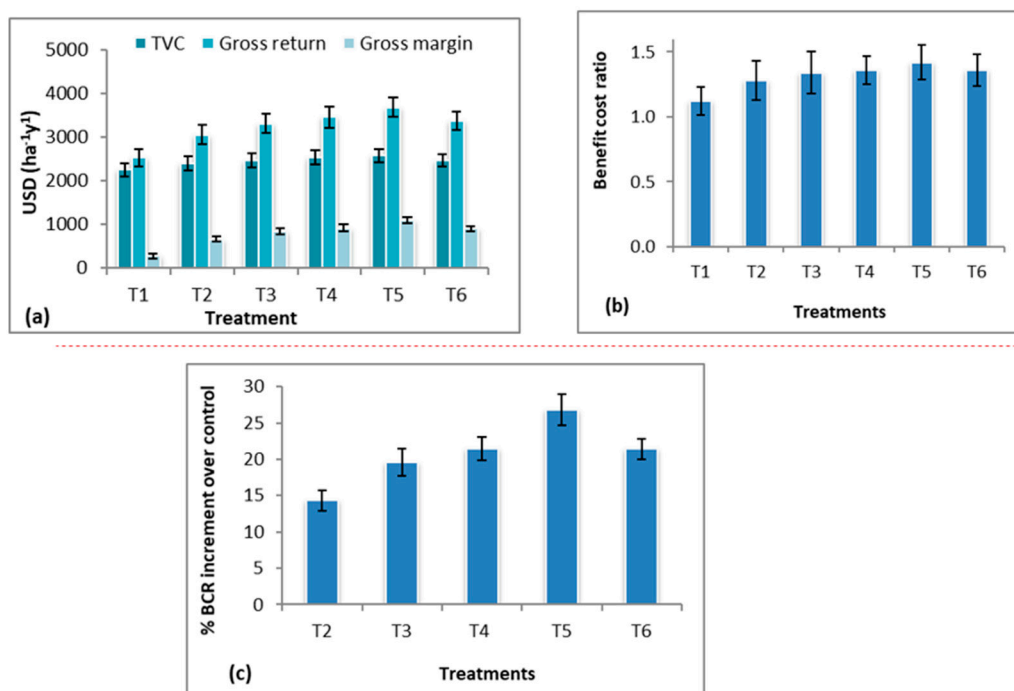 TVC Gross return Gross margin
5000
4000
3000
2000
1000
0
USD (ha⁻¹y¹)
T1 T2 T3 T4 T5 T6
Treatment
(a)
1.5
1.0
0.5
0.0
Benefit cost ratio
T1 T2 T3 T4 T5 T6
(b)
Treatments
30
25
20
15
10
5
0
% BCR increment over control
T2 T3 T4 T5 T6
(c)
Treatments